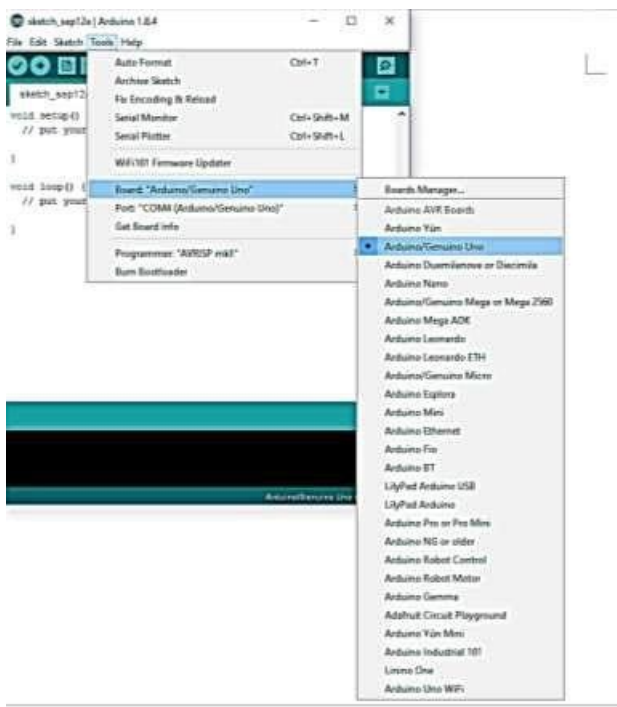 sketch_sep12a | Arduino 1.8.4
File Edit Sketch Tools Help
sketch_sep12
void setup()
// put your
}
void loop() {
// put your
}
Auto Format Ctrl+T
Archive Sketch
Fix Encoding & Reload
Serial Monitor Ctrl+Shift+M
Serial Plotter Ctrl+Shift+L
WiFi101 Firmware Updater
Board: "Arduino/Genuino Uno"
Port: "COM4 (Arduino/Genuino Uno)"
Get Board Info
Programmer: "AVRISP mkII"
Burn Bootloader
Boards Manager...
Arduino AVR Boards
Arduino Yún
Arduino/Genuino Uno
Arduino Duemilanove or Diecimila
Arduino Nano
Arduino/Genuino Mega or Mega 2560
Arduino Mega ADK
Arduino Leonardo
Arduino Leonardo ETH
Arduino/Genuino Micro
Arduino Esplora
Arduino Mini
Arduino Ethernet
Arduino Fio
Arduino BT
LilyPad Arduino USB
LilyPad Arduino
Arduino Pro or Pro Mini
Arduino NG or older
Arduino Robot Control
Arduino Robot Motor
Arduino Gemma
Adafruit Circuit Playground
Arduino Yún Mini
Arduino Industrial 101
Linino One
Arduino Uno WiFi
Arduino/Genuino Uno